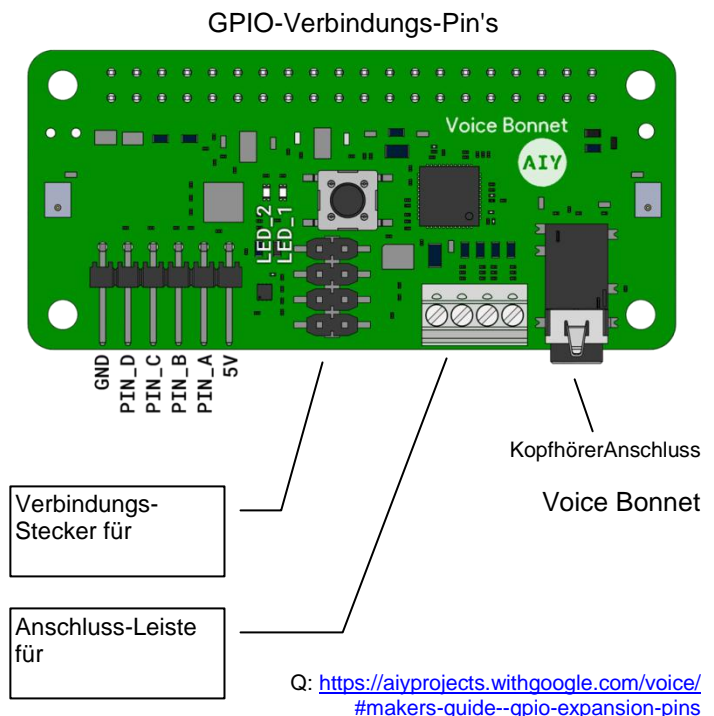 GPIO-Verbindungs-Pin's
Voice Bonnet
AIY
LED_2
LED_1
GND
PIN_D
PIN_C
PIN_B
PIN_A
5V
KopfhörerAnschluss
Voice Bonnet
Verbindungs-
Stecker für
Anschluss-Leiste
für
Q: https://aiyprojects.withgoogle.com/voice/
#makers-guide--gpio-expansion-pins